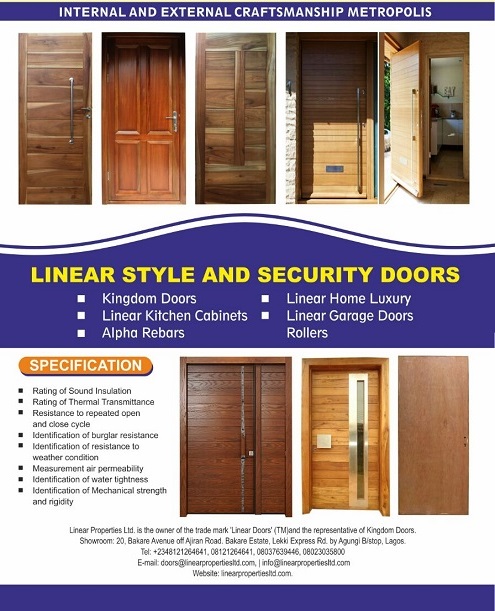 INTERNAL AND EXTERNAL CRAFTSMANSHIP METROPOLIS
LINEAR STYLE AND SECURITY DOORS
Kingdom Doors
Linear Kitchen Cabinets
Alpha Rebars
Linear Home Luxury
Linear Garage Doors
Rollers
SPECIFICATION
Rating of Sound Insulation
Rating of Thermal Transmittance
Resistance to repeated open
and close cycle
Identification of burglar resistance
Identification of resistance to
weather condition
Measurement air permeability
Identification of water tightness
Identification of Mechanical strength
and rigidity
Linear Properties Ltd. is the owner of the trade mark 'Linear Doors' (TM)and the representative of Kingdom Doors.
Showroom: 20, Bakare Avenue off Ajiran Road, Bakare Estate, Lekki Express Rd. by Agungi B/stop, Lagos.
Tel: +2348121264641, 08121264641, 08037639446, 08023035800
E-mail: doors@linearpropertiesltd.com, | info@linearpropertiesltd.com
Website: linearpropertiesltd.com.